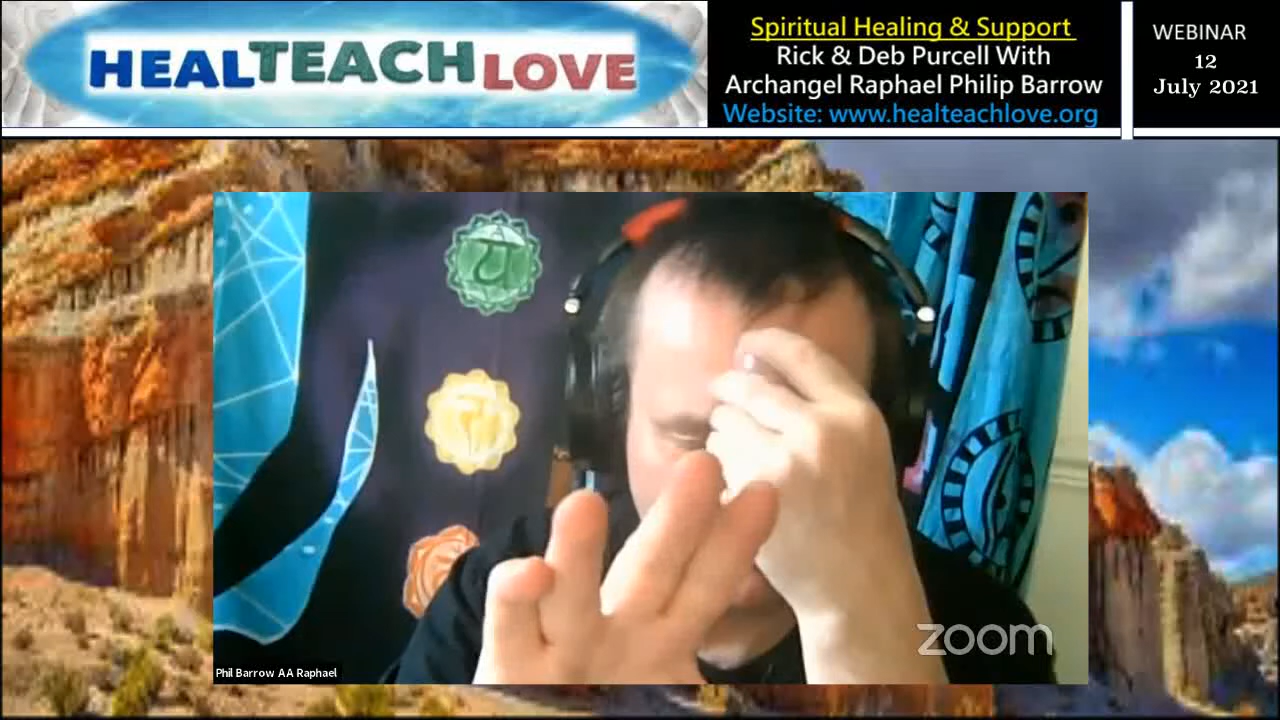 HEALTEACHLOVE
Spiritual Healing & Support
Rick & Deb Purcell With
Archangel Raphael Philip Barrow
Website: www.healteachlove.org
WEBINAR
12
July 2021
य
zoom
Phil Barrow AA Raphael